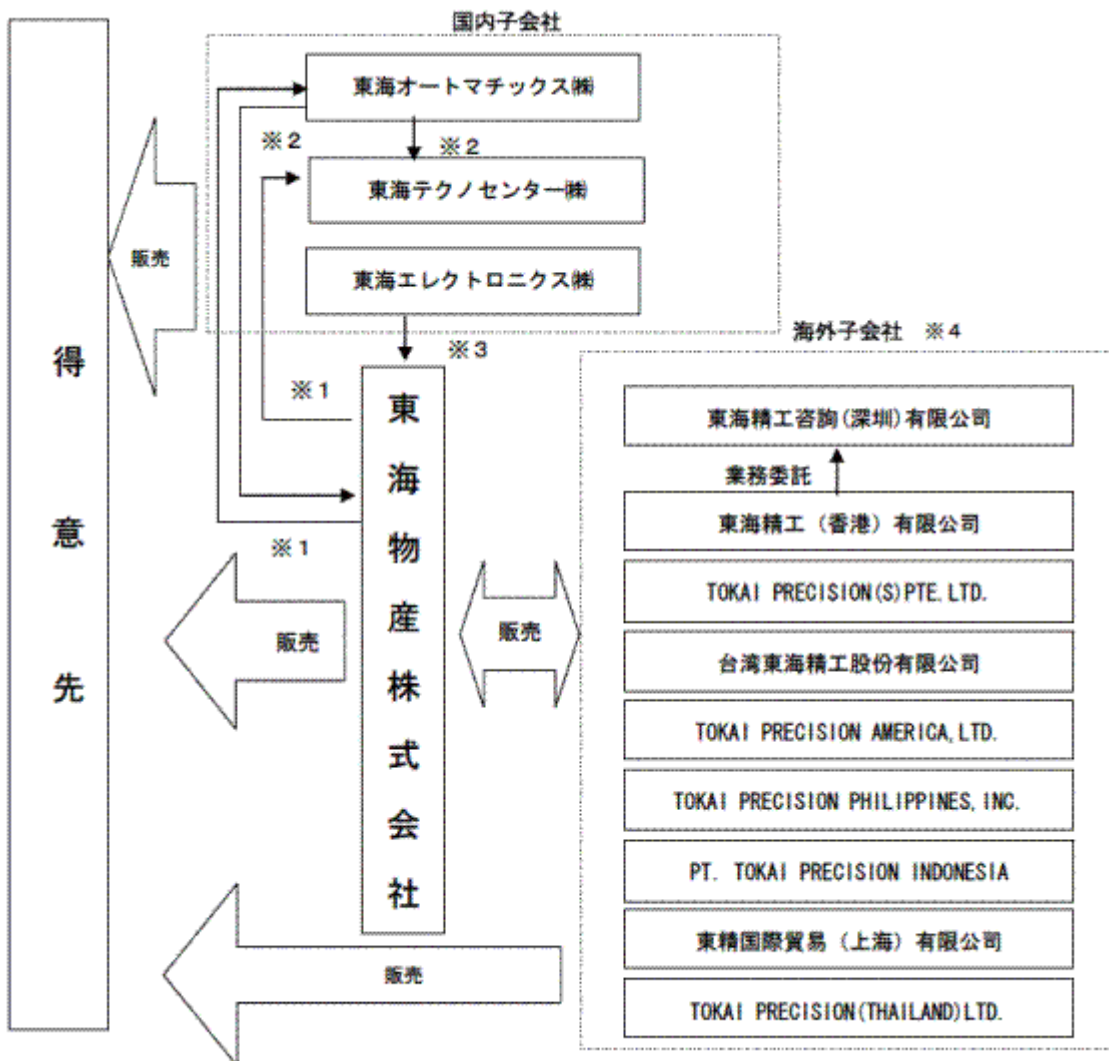 国内子会社
東海オートマチックス㈱
※2
※2
東海テクノセンター㈱
販売
東海エレクトロニクス㈱
※3
※1
※1
得意先
東海物産株式会社
販売
販売
販売
海外子会社 ※4
東海精工咨詢(深圳)有限公司
業務委託
東海精工（香港）有限公司
TOKAI PRECISION(S)PTE.LTD.
台湾東海精工股份有限公司
TOKAI PRECISION AMERICA,LTD.
TOKAI PRECISION PHILIPPINES,INC.
PT. TOKAI PRECISION INDONESIA
東精国際貿易（上海）有限公司
TOKAI PRECISION(THAILAND)LTD.